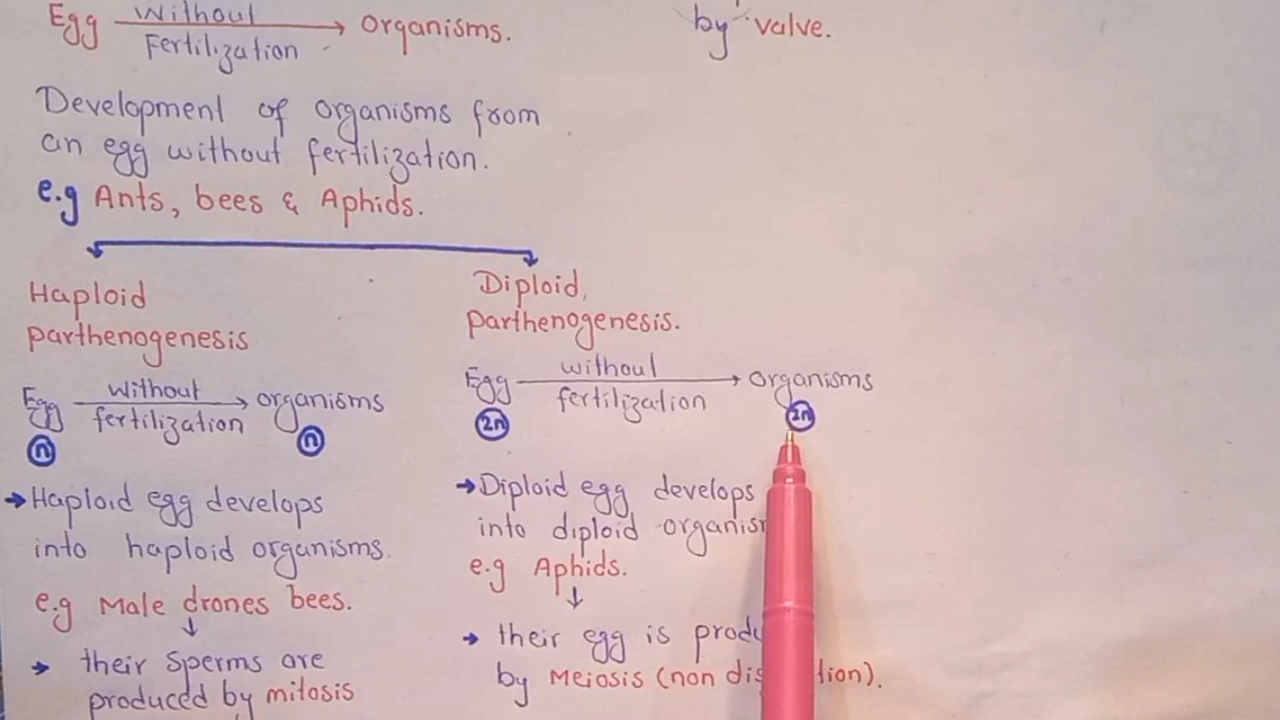 Egg without Fertilization → organisms.
by valve.
Development of organisms from
an egg without fertilization.
e.g Ants, bees & Aphids.
Haploid
parthenogenesis
Egg without fertilization → organisms
n n
→ Haploid egg develops
into haploid organisms.
e.g Male drones bees.
→ their sperms are
produced by mitosis
Diploid
parthenogenesis.
Egg without fertilization → organisms
2n 2n
→ Diploid egg develops
into diploid
e.g Aphids.
→ their egg is
by Meiosis (non